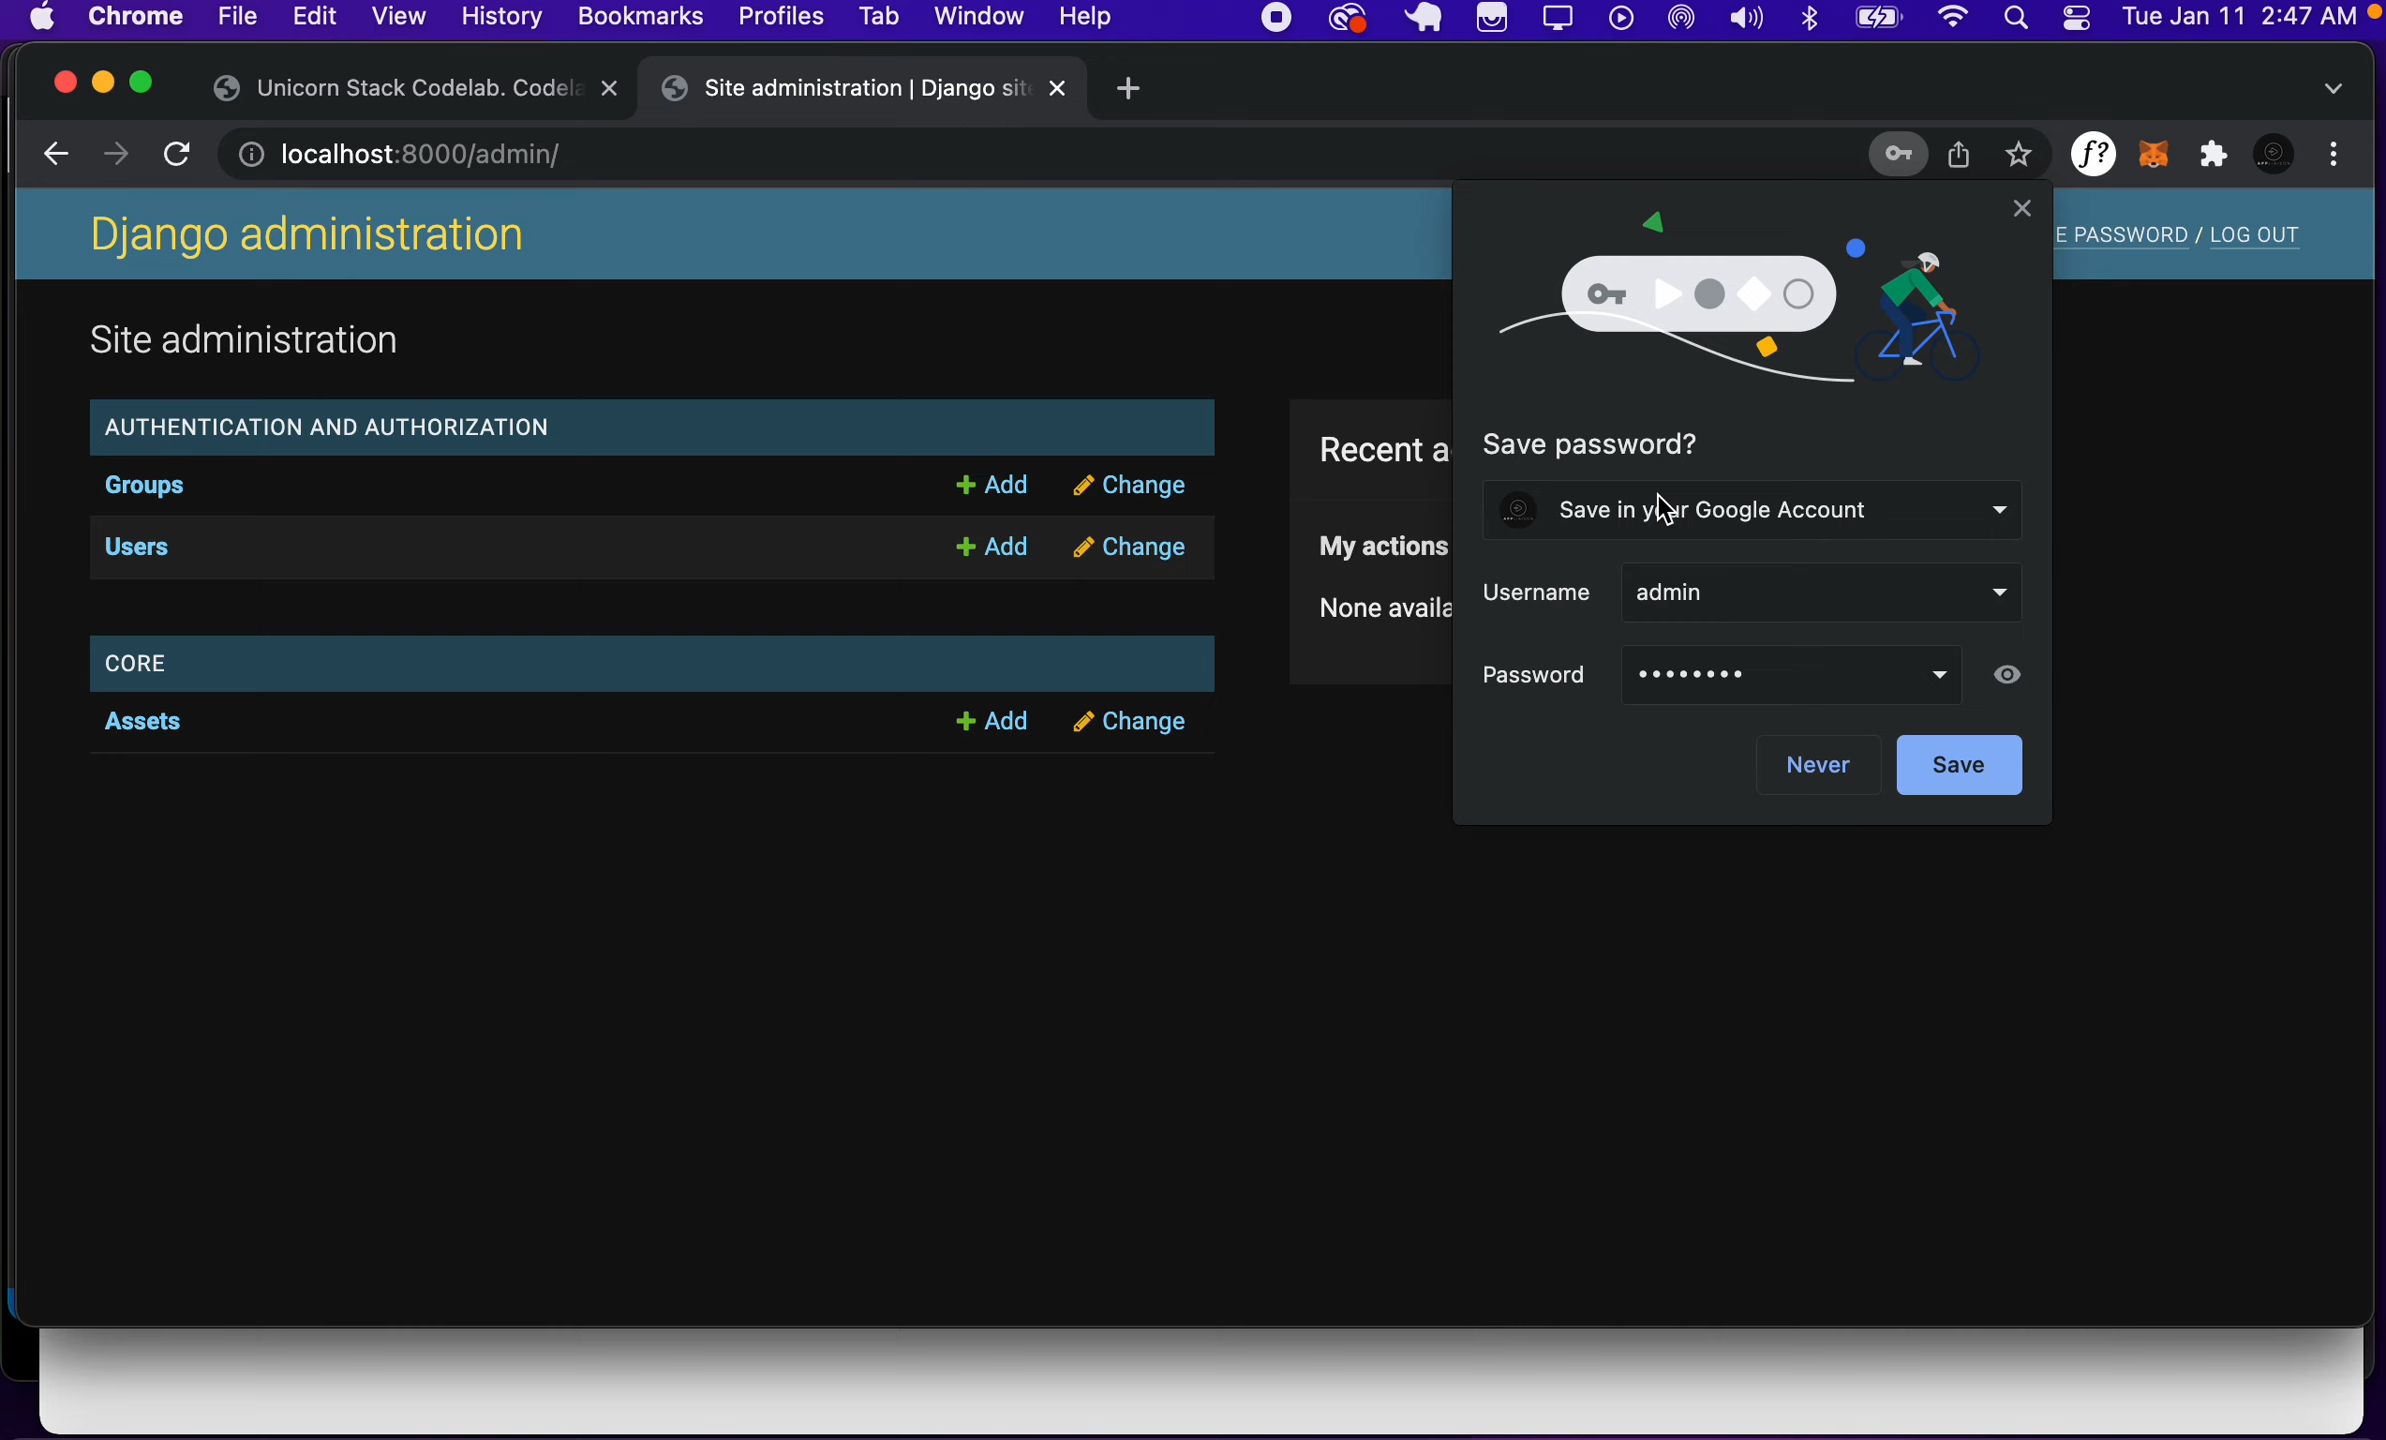 Chrome File Edit View History Bookmarks Profiles Tab Window Help Tue Jan 11 2:47 AM
Unicorn Stack Codelab. Codela Site administration | Django site
localhost:8000/admin/ f?
Django administration
E PASSWORD / LOG OUT
Site administration
AUTHENTICATION AND AUTHORIZATION
Groups Add Change
Users Add Change
CORE
Assets Add Change
Recent a
My actions
None availa
Save password?
Save in your Google Account
Username admin
Password ••••••••
Never Save